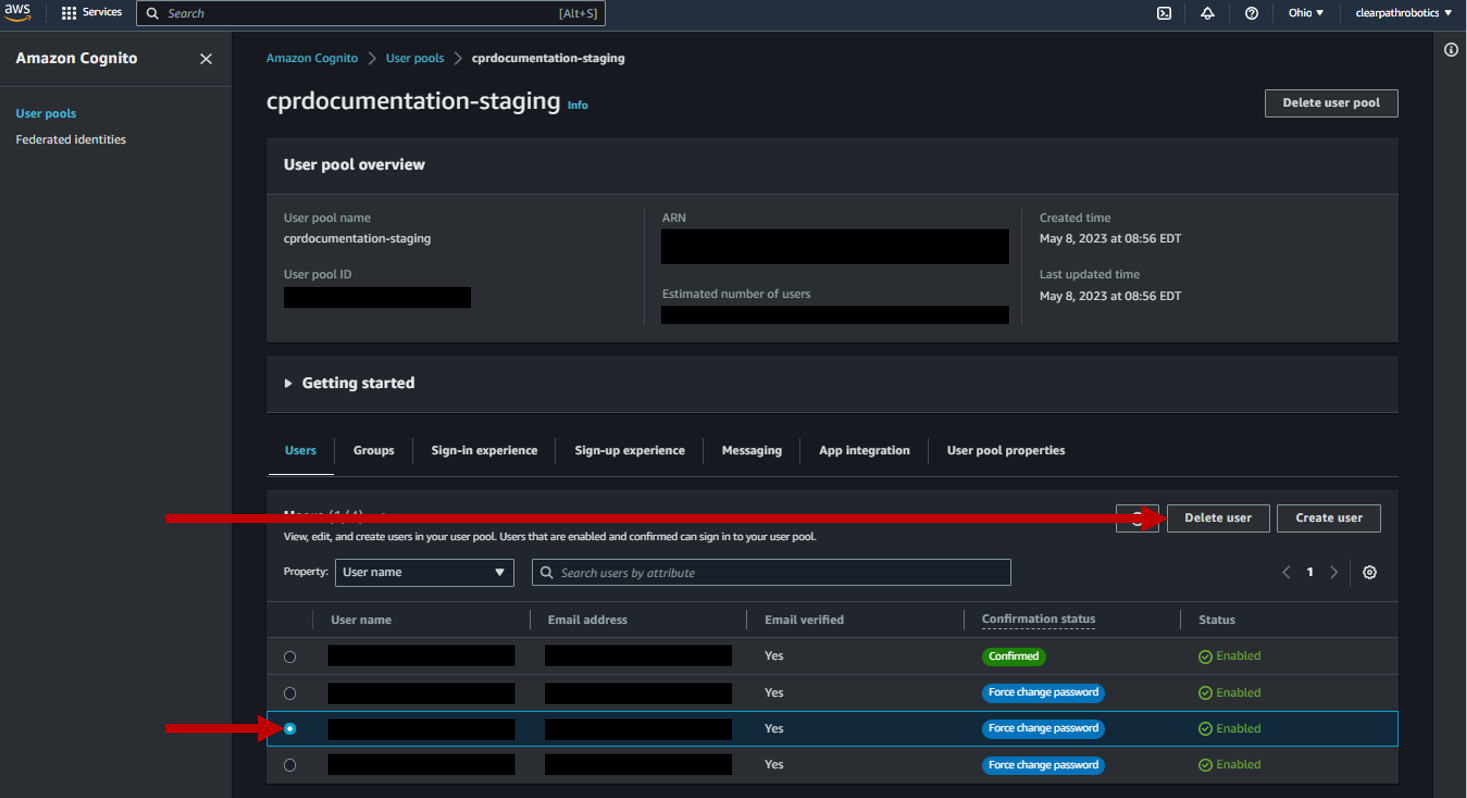 aws Services Search [Alt+S] Ohio clearpathrobotics
Amazon Cognito
User pools
Federated identities
Amazon Cognito User pools cprdocumentation-staging
cprdocumentation-staging Info
Delete user pool
User pool overview
User pool name
cprdocumentation-staging
User pool ID
ARN
Estimated number of users
Created time
May 8, 2023 at 08:56 EDT
Last updated time
May 8, 2023 at 08:56 EDT
Getting started
Users Groups Sign-in experience Sign-up experience Messaging App integration User pool properties
Users (1/4)
Delete user Create user
View, edit, and create users in your user pool. Users that are enabled and confirmed can sign in to your user pool.
Property: User name Search users by attribute 1
User name Email address Email verified Confirmation status Status
Yes Confirmed Enabled
Yes Force change password Enabled
Yes Force change password Enabled
Yes Force change password Enabled